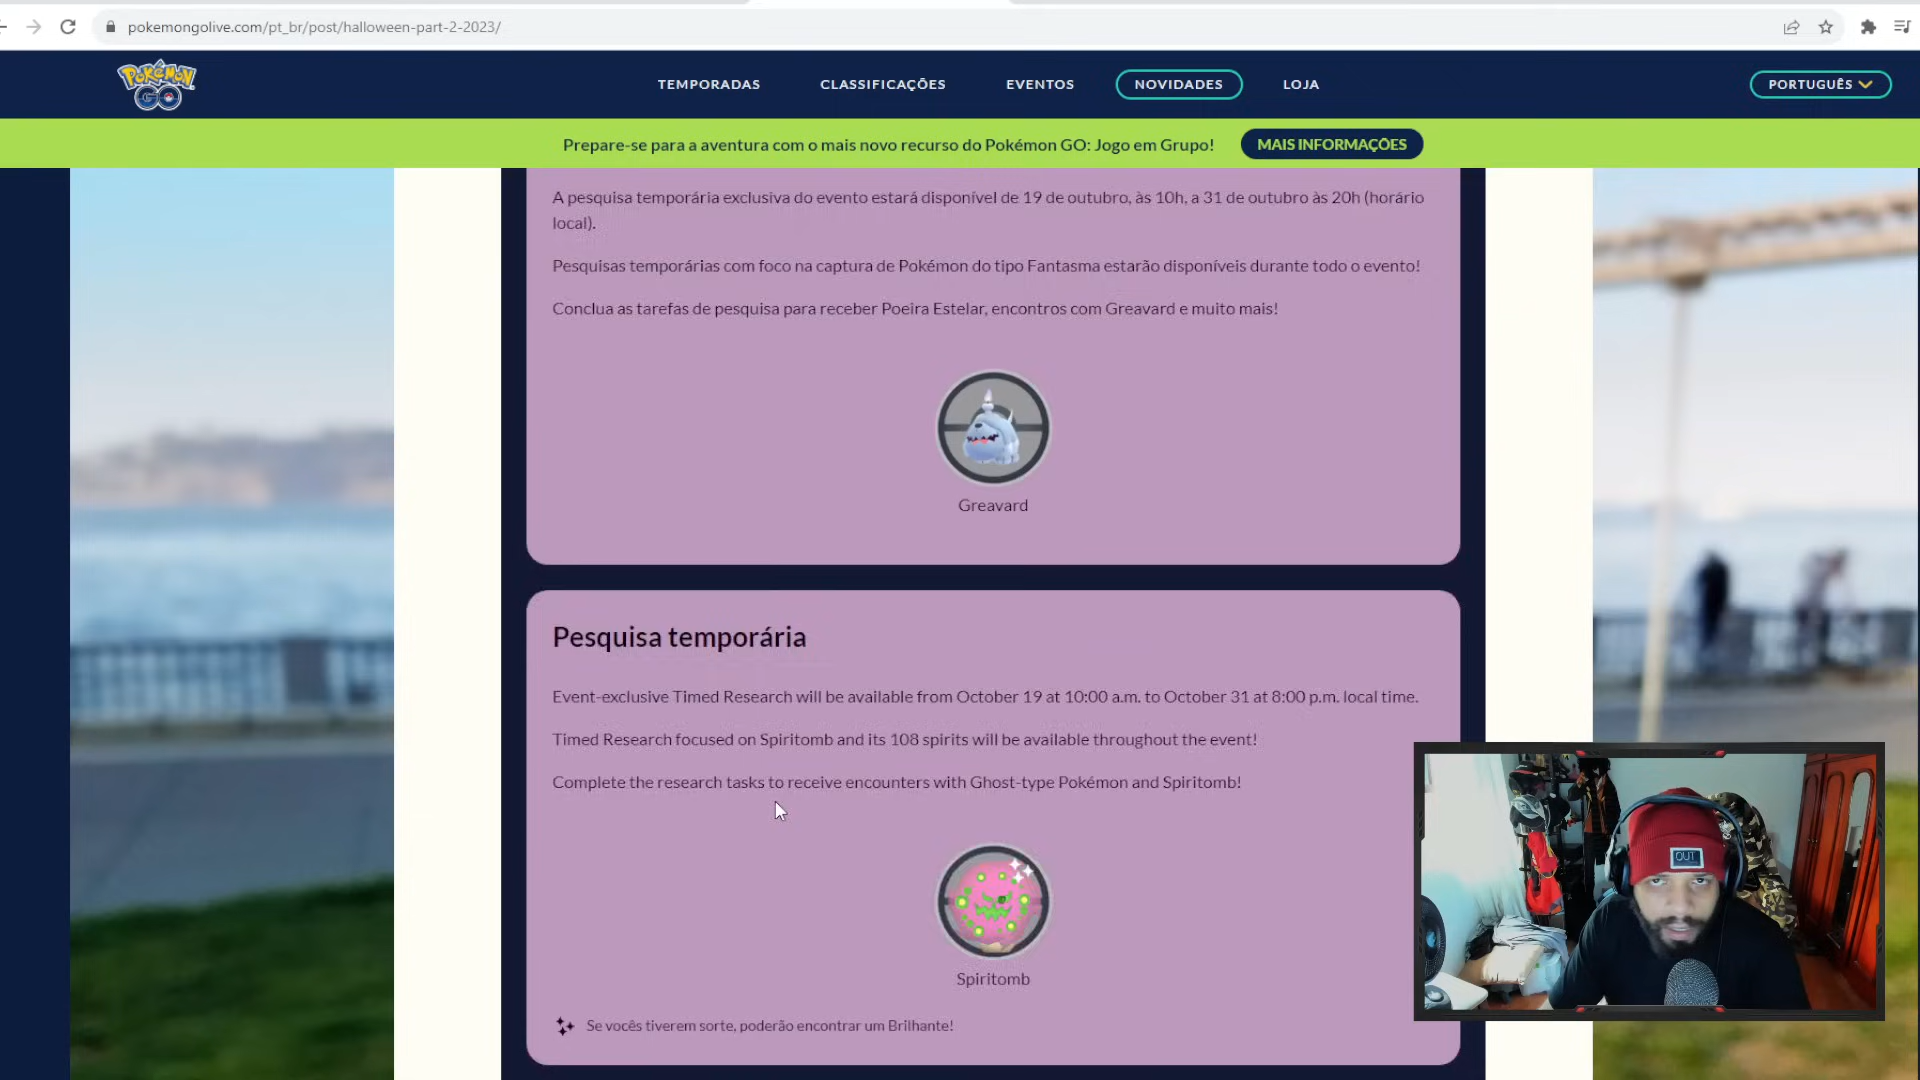 pokemongolive.com/pt_br/post/halloween-part-2-2023/
POKÉMON GO
TEMPORADAS
CLASSIFICAÇÕES
EVENTOS
NOVIDADES
LOJA
PORTUGUÊS
Prepare-se para a aventura com o mais novo recurso do Pokémon GO: Jogo em Grupo!
MAIS INFORMAÇÕES
A pesquisa temporária exclusiva do evento estará disponível de 19 de outubro, às 10h, a 31 de outubro às 20h (horário
local).
Pesquisas temporárias com foco na captura de Pokémon do tipo Fantasma estarão disponíveis durante todo o evento!
Conclua as tarefas de pesquisa para receber Poeira Estelar, encontros com Greavard e muito mais!
Greavard
Pesquisa temporária
Event-exclusive Timed Research will be available from October 19 at 10:00 a.m. to October 31 at 8:00 p.m. local time.
Timed Research focused on Spiritomb and its 108 spirits will be available throughout the event!
Complete the research tasks to receive encounters with Ghost-type Pokémon and Spiritomb!
Spiritomb
Se vocês tiverem sorte, poderão encontrar um Brilhante!
OUT